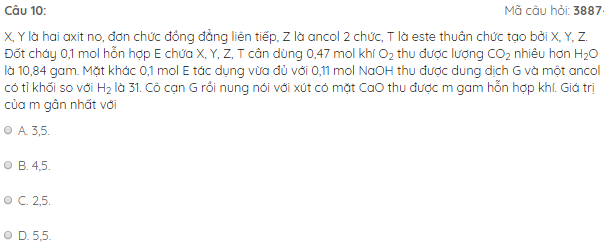 Câu 10: Mã câu hỏi: 3887
X, Y là hai axit no, đơn chức đồng đẳng liên tiếp, Z là ancol 2 chức, T là este thuần chức tạo bởi X, Y, Z.
Đốt cháy 0,1 mol hỗn hợp E chứa X, Y, Z, T cần dùng 0,47 mol khí O₂ thu được lượng CO₂ nhiều hơn H₂O
là 10,84 gam. Mặt khác 0,1 mol E tác dụng vừa đủ với 0,11 mol NaOH thu được dung dịch G và một ancol
có tỉ khối so với H₂ là 31. Cô cạn G rồi nung nói với xút có mặt CaO thu được m gam hỗn hợp khí. Giá trị
của m gần nhất với
A. 3,5.
B. 4,5.
C. 2,5.
D. 5,5.